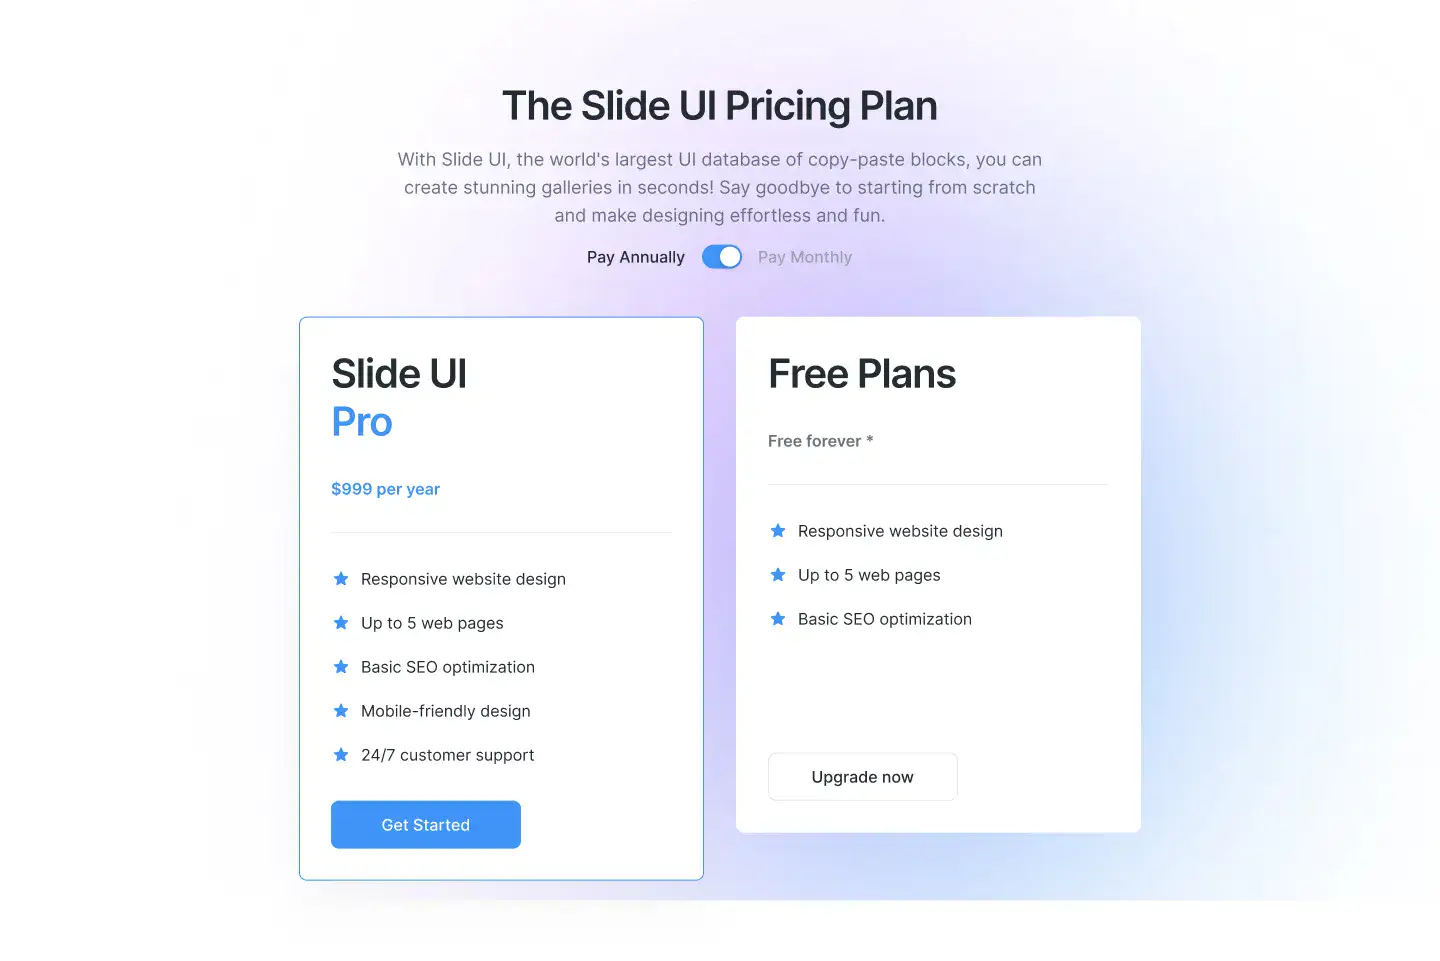 The Slide UI Pricing Plan
With Slide UI, the world's largest UI database of copy-paste blocks, you can
create stunning galleries in seconds! Say goodbye to starting from scratch
and make designing effortless and fun.
Pay Annually
Pay Monthly
Slide UI
Pro
$999 per year
Responsive website design
Up to 5 web pages
Basic SEO optimization
Mobile-friendly design
24/7 customer support
Get Started
Free Plans
Free forever *
Responsive website design
Up to 5 web pages
Basic SEO optimization
Upgrade now